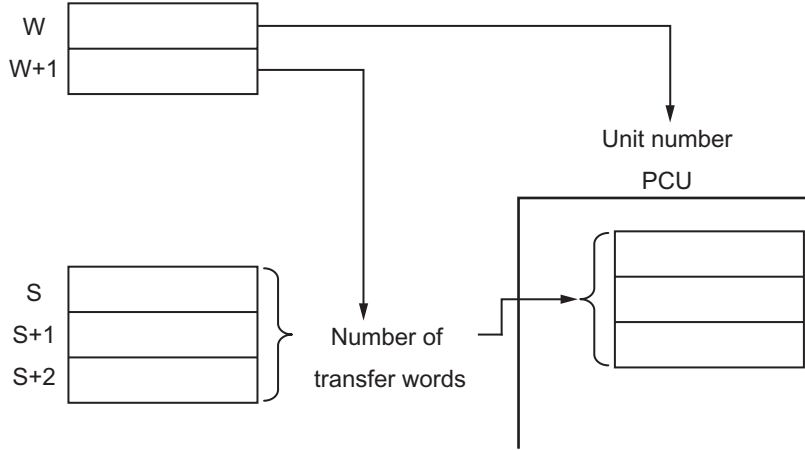 W
W+1
Unit number
PCU
S
S+1
S+2
Number of
transfer words